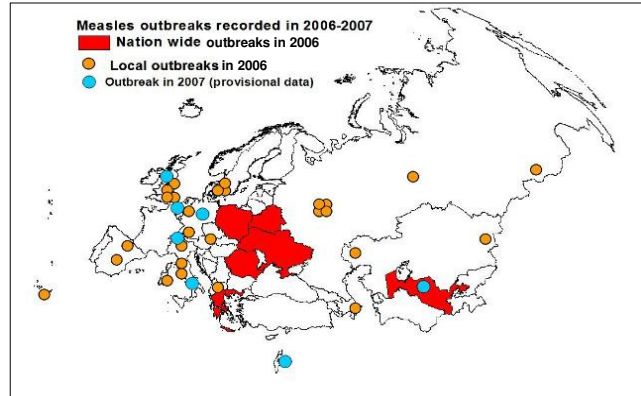 Measles outbreaks recorded in 2006-2007
Nation wide outbreaks in 2006
Local outbreaks in 2006
Outbreak in 2007 (provisional data)